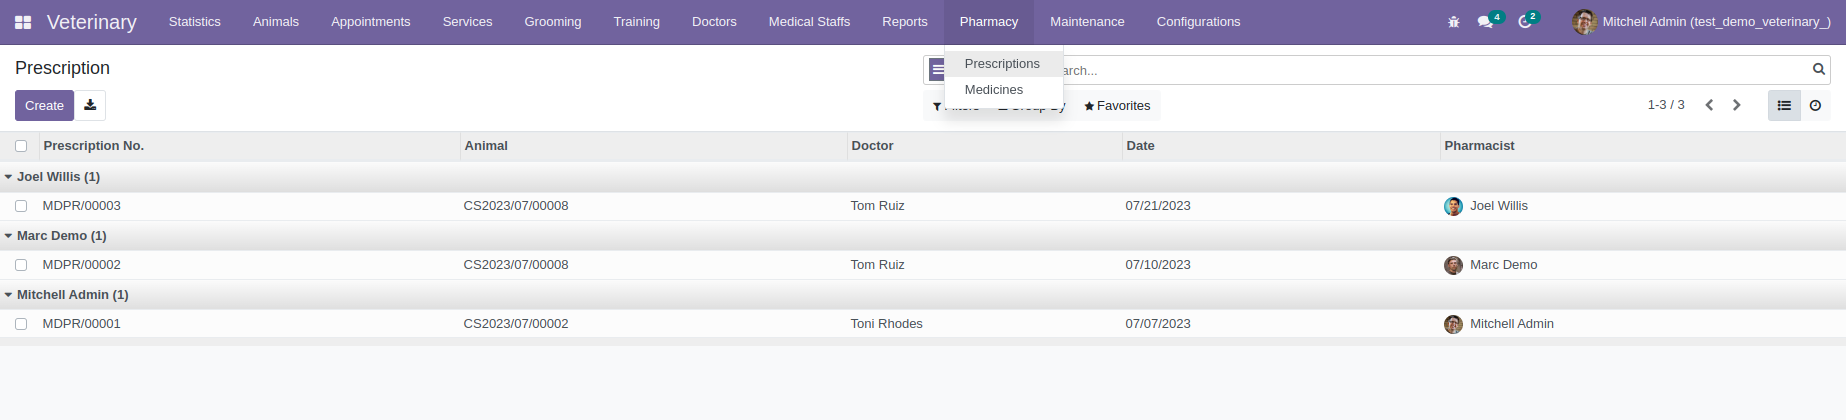 Veterinary Statistics Animals Appointments Services Grooming Training Doctors Medical Staffs Reports Pharmacy Maintenance Configurations 4 2 Mitchell Admin (test_demo_veterinary_)
Prescription
Prescriptions
Medicines
Create
Favorites
1-3 / 3
Prescription No. Animal Doctor Date Pharmacist
Joel Willis (1)
MDPR/00003 CS2023/07/00008 Tom Ruiz 07/21/2023 Joel Willis
Marc Demo (1)
MDPR/00002 CS2023/07/00008 Tom Ruiz 07/10/2023 Marc Demo
Mitchell Admin (1)
MDPR/00001 CS2023/07/00002 Toni Rhodes 07/07/2023 Mitchell Admin